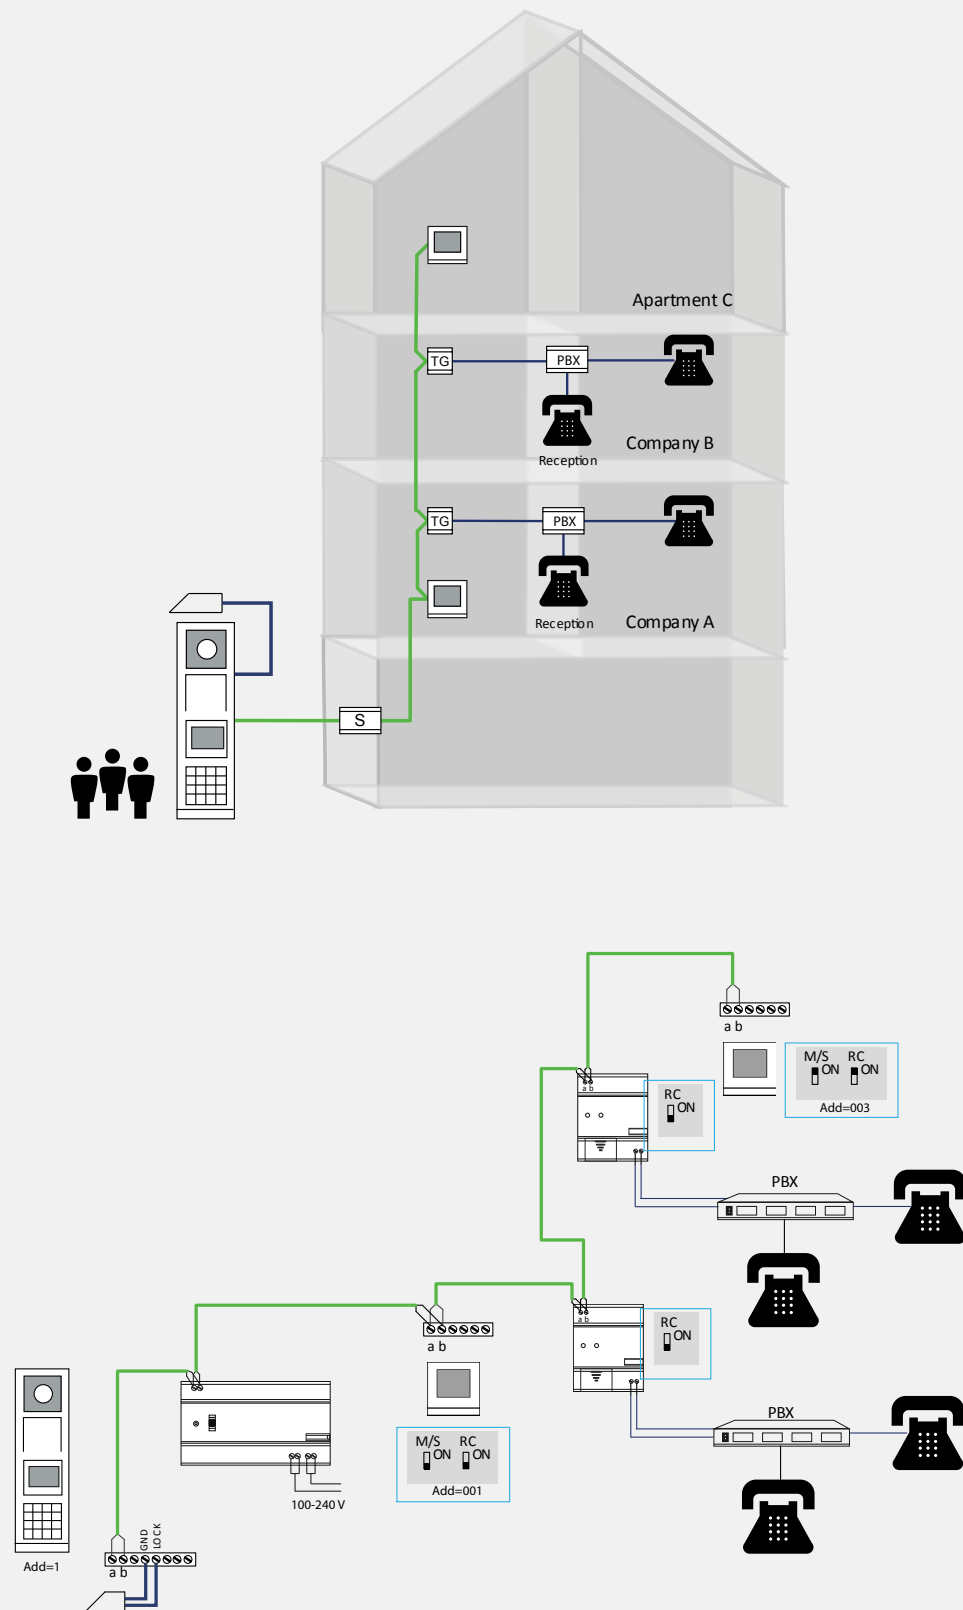 Apartment C
TG
PBX
Company B
Reception
TG
PBX
Reception
Company A
S
a b
M/S RC
ON ON
Add=003
a b
RC
ON
PBX
a b
RC
ON
a b
M/S RC
ON ON
Add=001
PBX
100-240 V
GND
LOCK
Add=1
a b